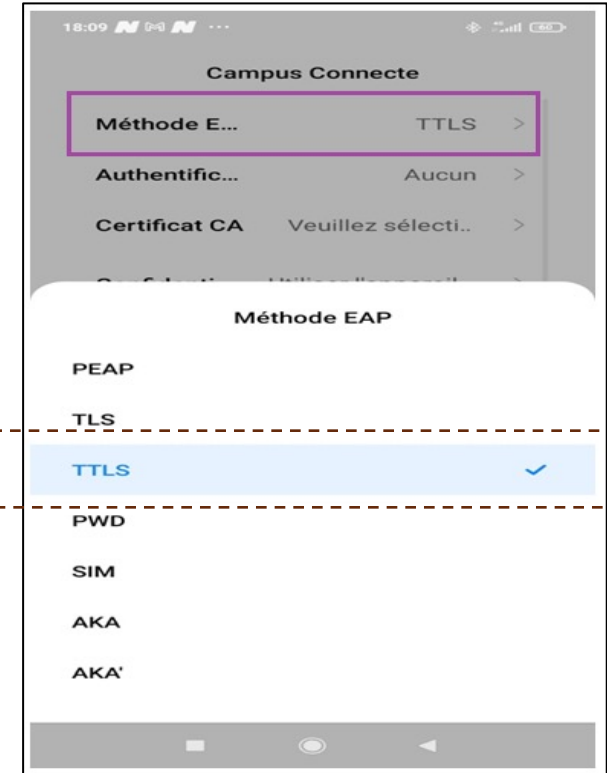 18:09 ...
60
Campus Connecte
Méthode E... TTLS >
Authentific... Aucun >
Certificat CA Veuillez sélecti.. >
Méthode EAP
PEAP
TLS
TTLS
PWD
SIM
AKA
AKA'